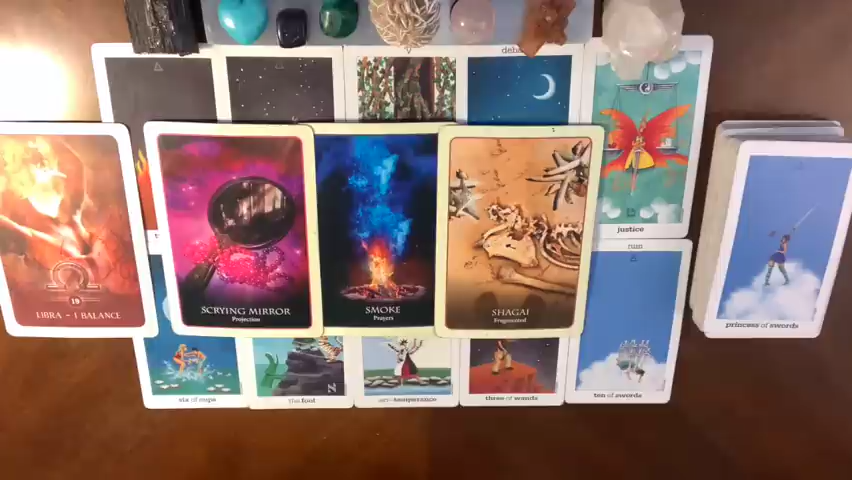 justice
LIBRA - I BALANCE
19
SCRYING MIRROR
Projection
SMOKE
Prayers
SHAGAI
Fragmented
princess of swords
six of cups
the fool
temperance
three of wands
ten of swords
ruin